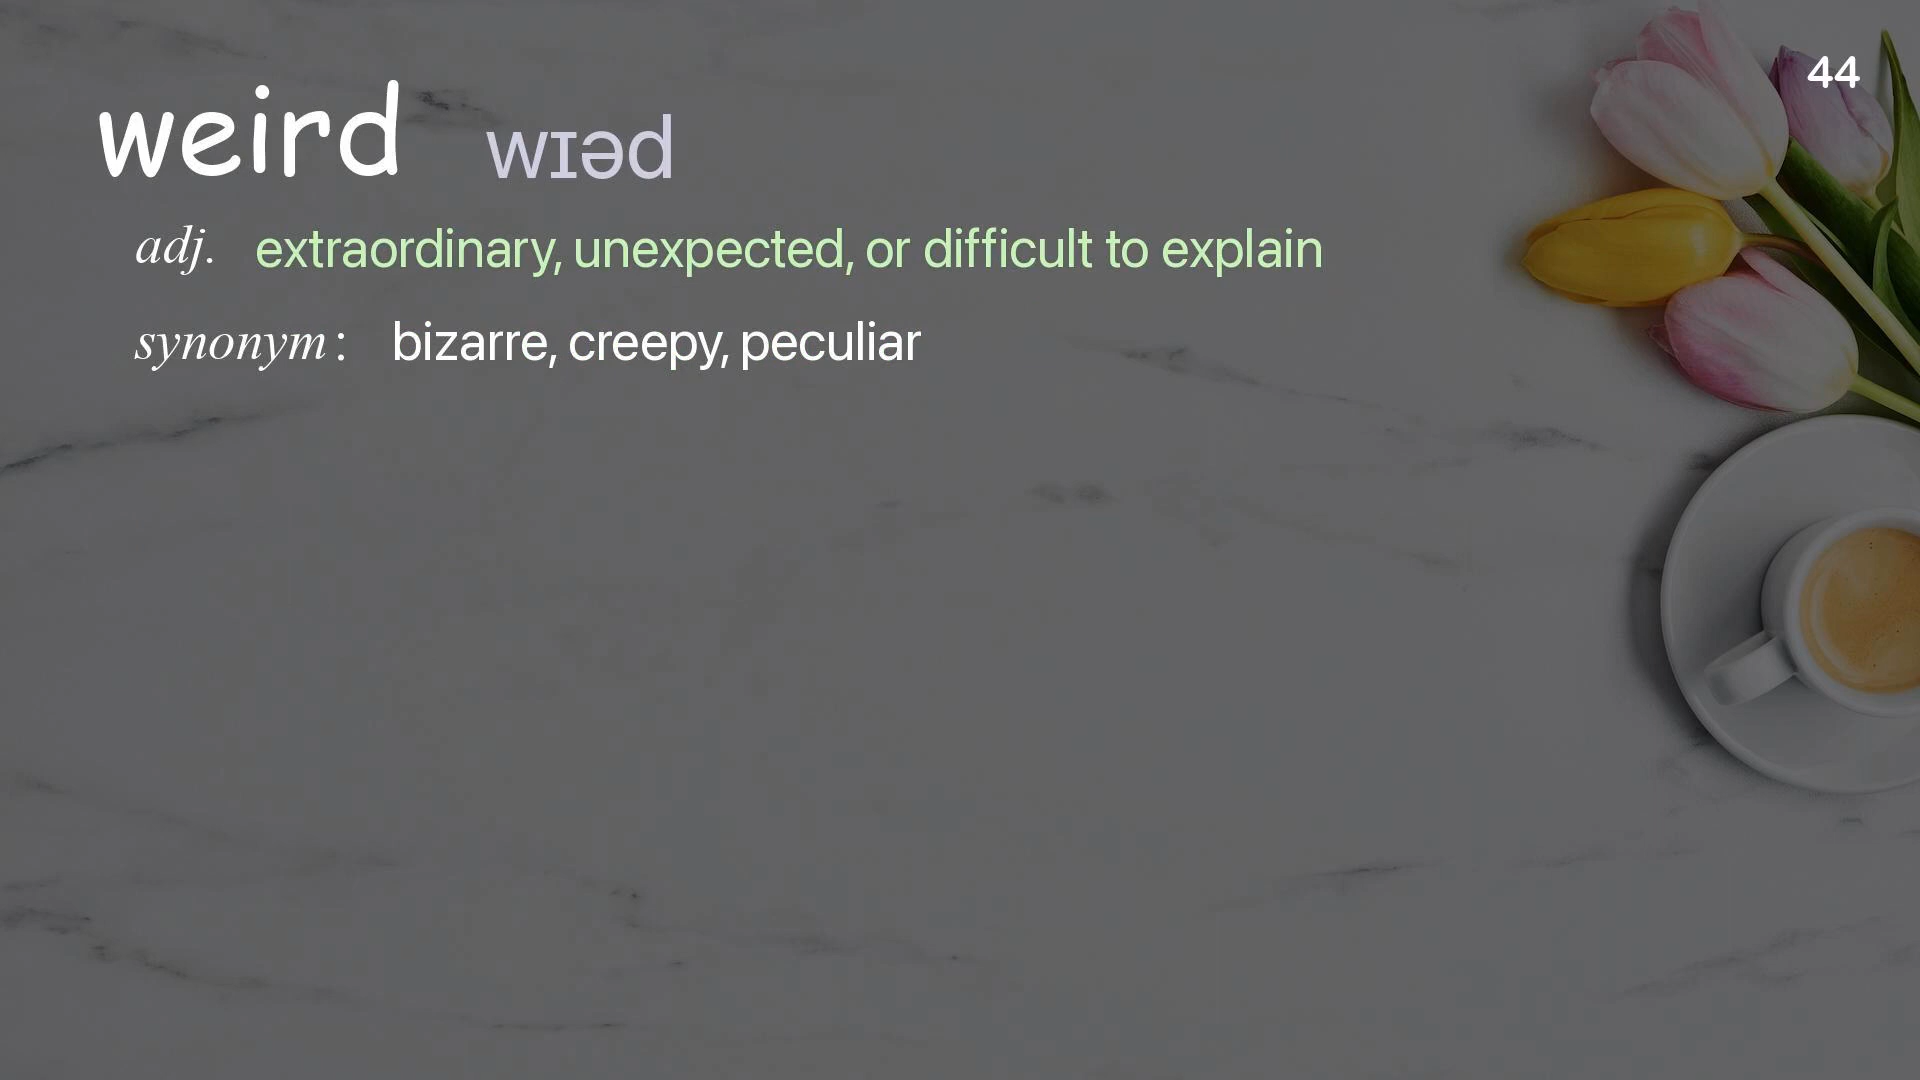 44
weird wɪəd
adj. extraordinary, unexpected, or difficult to explain
synonym: bizarre, creepy, peculiar